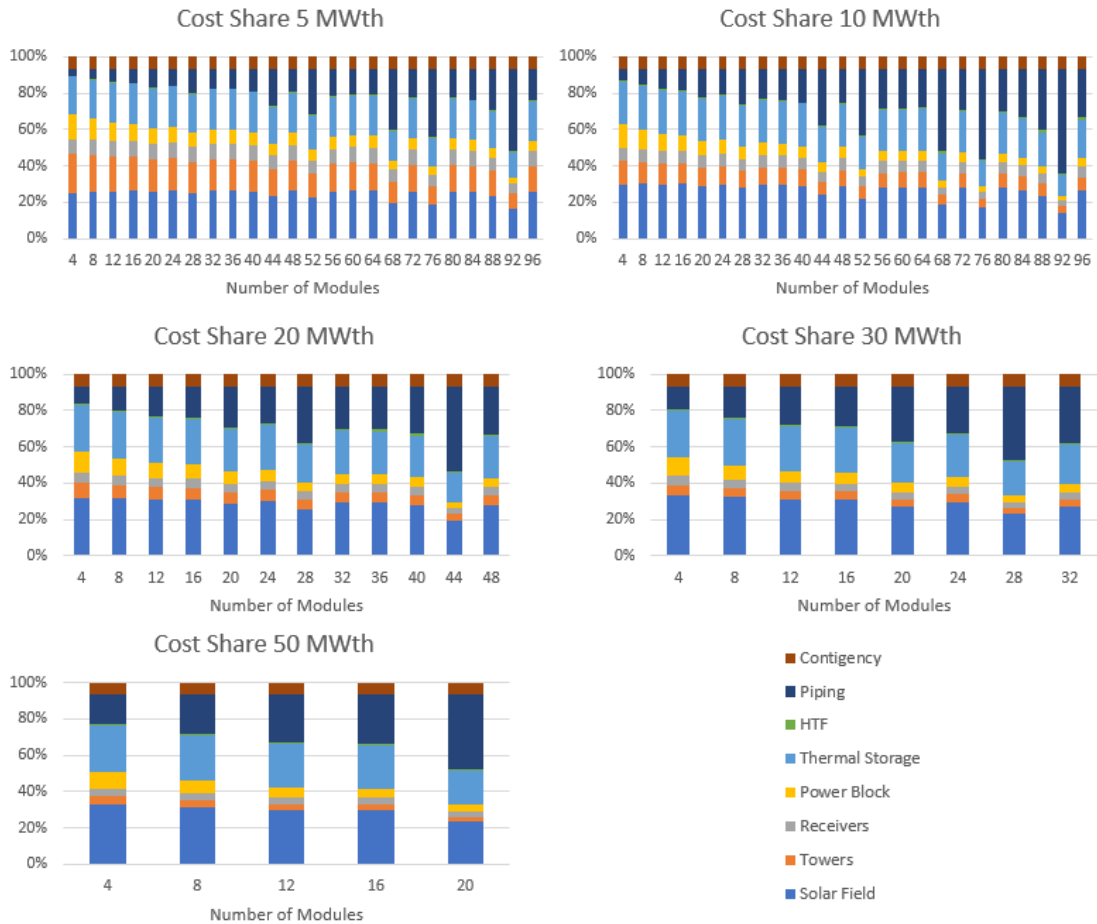 Cost Share 5 MWth
100%
80%
60%
40%
20%
0%
4 8 12 16 20 24 28 32 36 40 44 48 52 56 60 64 68 72 76 80 84 88 92 96
Number of Modules
Cost Share 10 MWth
100%
80%
60%
40%
20%
0%
4 8 12 16 20 24 28 32 36 40 44 48 52 56 60 64 68 72 76 80 84 88 92 96
Number of Modules
Cost Share 20 MWth
100%
80%
60%
40%
20%
0%
4 8 12 16 20 24 28 32 36 40 44 48
Number of Modules
Cost Share 30 MWth
100%
80%
60%
40%
20%
0%
4 8 12 16 20 24 28 32
Number of Modules
Cost Share 50 MWth
100%
80%
60%
40%
20%
0%
4 8 12 16 20
Number of Modules
Contigency
Piping
HTF
Thermal Storage
Power Block
Receivers
Towers
Solar Field